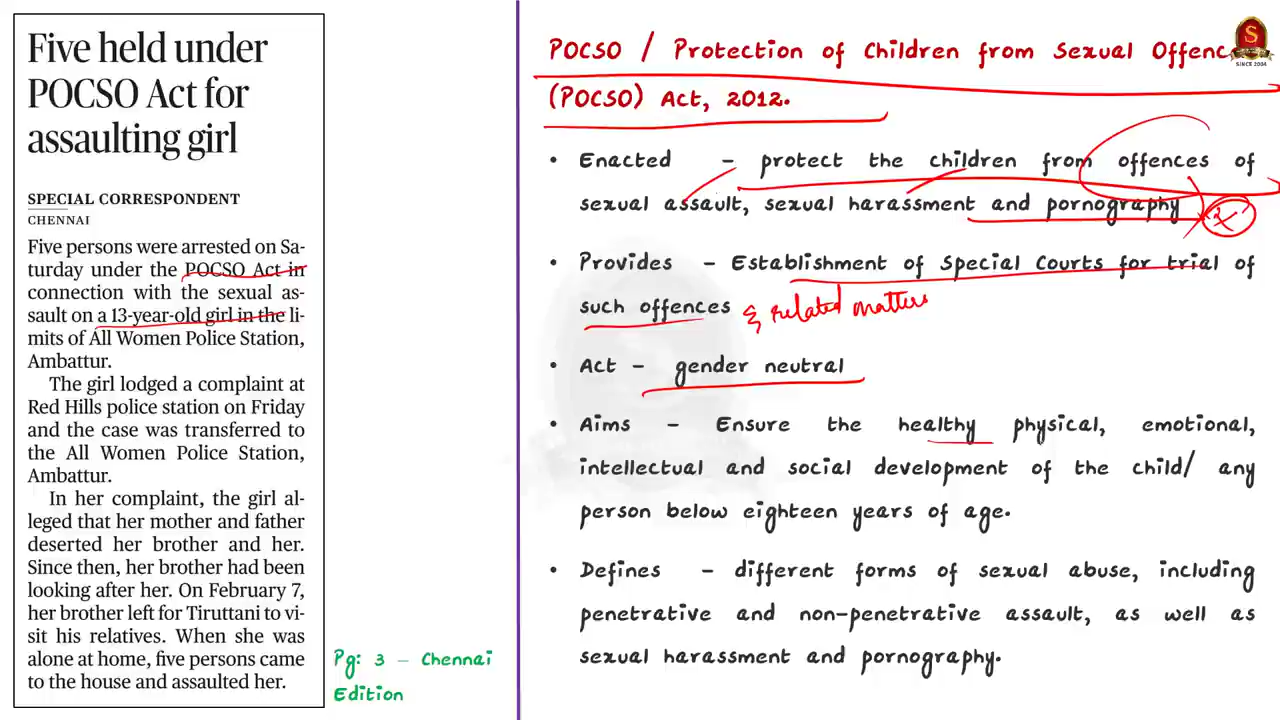 Five held under
POCSO Act for
assaulting girl
SPECIAL CORRESPONDENT
CHENNAI
Five persons were arrested on Sa-
turday under the POCSO Act in
connection with the sexual as-
sault on a 13-year-old girl in the li-
mits of All Women Police Station,
Ambattur.
The girl lodged a complaint at
Red Hills police station on Friday
and the case was transferred to
the All Women Police Station,
Ambattur.
In her complaint, the girl al-
leged that her mother and father
deserted her brother and her.
Since then, her brother had been
looking after her. On February 7,
her brother left for Tiruttani to vi-
sit his relatives. When she was
alone at home, five persons came
to the house and assaulted her.
Pg: 3 - Chennai
Edition
POCSO / Protection of Children from Sexual Offenc
(POCSO) Act, 2012.
S
SINCE 2004
• Enacted - protect the children from offences of
sexual assault, sexual harassment and pornography
• Provides - Establishment of Special Courts for trial of
such offences & related matters
• Act - gender neutral
• Aims - Ensure the healthy physical, emotional,
intellectual and social development of the child/ any
person below eighteen years of age.
• Defines - different forms of sexual abuse, including
penetrative and non-penetrative assault, as well as
sexual harassment and pornography.